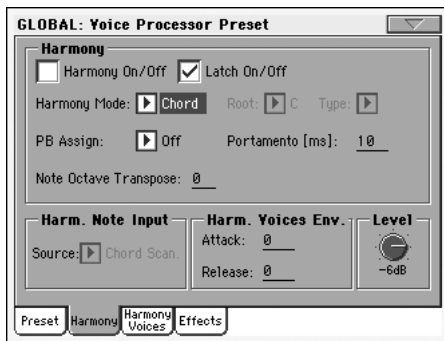 GLOBAL: Voice Processor Preset
Harmony
Harmony On/Off Latch On/Off
Harmony Mode: Chord Root: C Type:
PB Assign: Off Portamento [ms]: 10
Note Octave Transpose: 0
Harm. Note Input Harm. Voices Env. Level
Source: Chord Scan. Attack: 0
Release: 0 -6dB
Preset Harmony Harmony Voices Effects